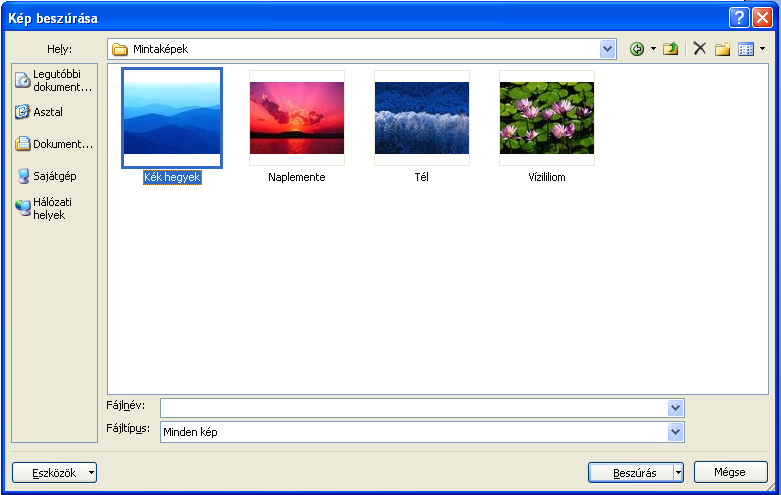 Kép beszúrása
Hely:
Mintaképek
Legutóbbi
dokument...
Asztal
Dokument...
Sajátgép
Hálózati
helyek
Kék hegyek
Naplemente
Tél
Vízililiom
Fájlnév:
Fájltípus:
Minden kép
Eszközök
Beszúrás
Mégse